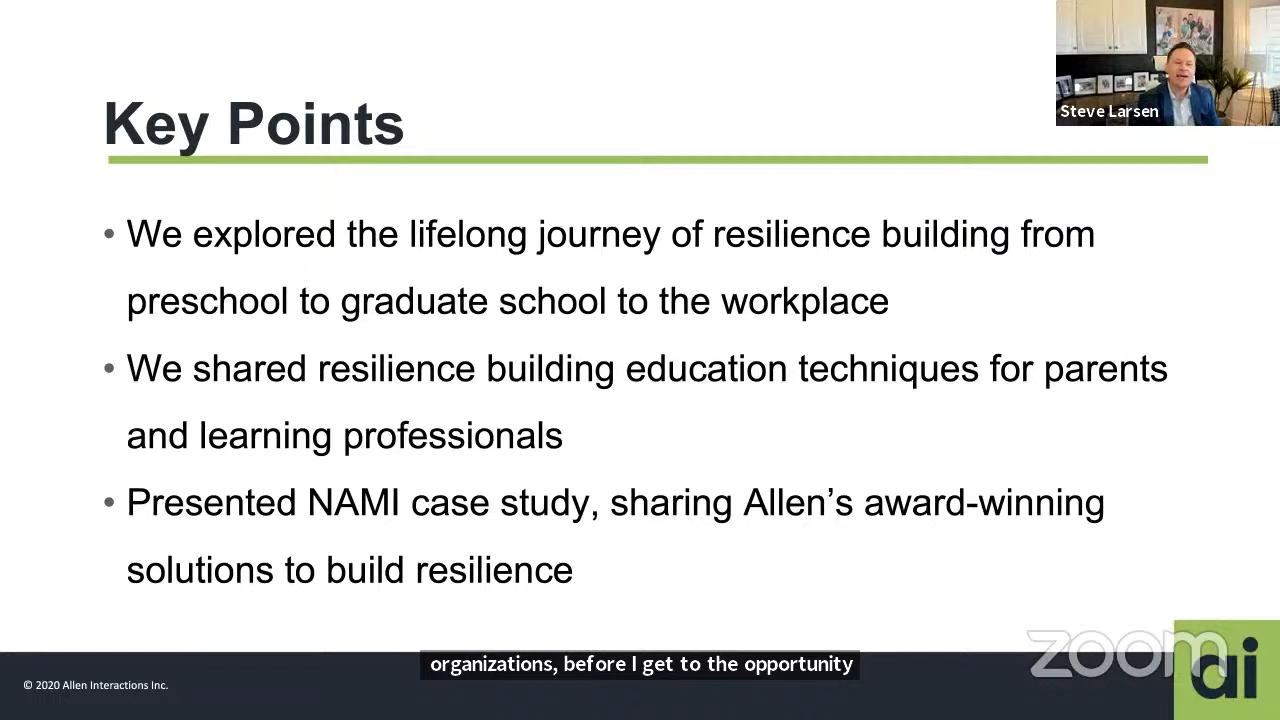 Steve Larsen
Key Points
• We explored the lifelong journey of resilience building from
preschool to graduate school to the workplace
• We shared resilience building education techniques for parents
and learning professionals
• Presented NAMI case study, sharing Allen’s award-winning
solutions to build resilience
organizations, before I get to the opportunity
© 2020 Allen Interactions Inc.
zoom
ai